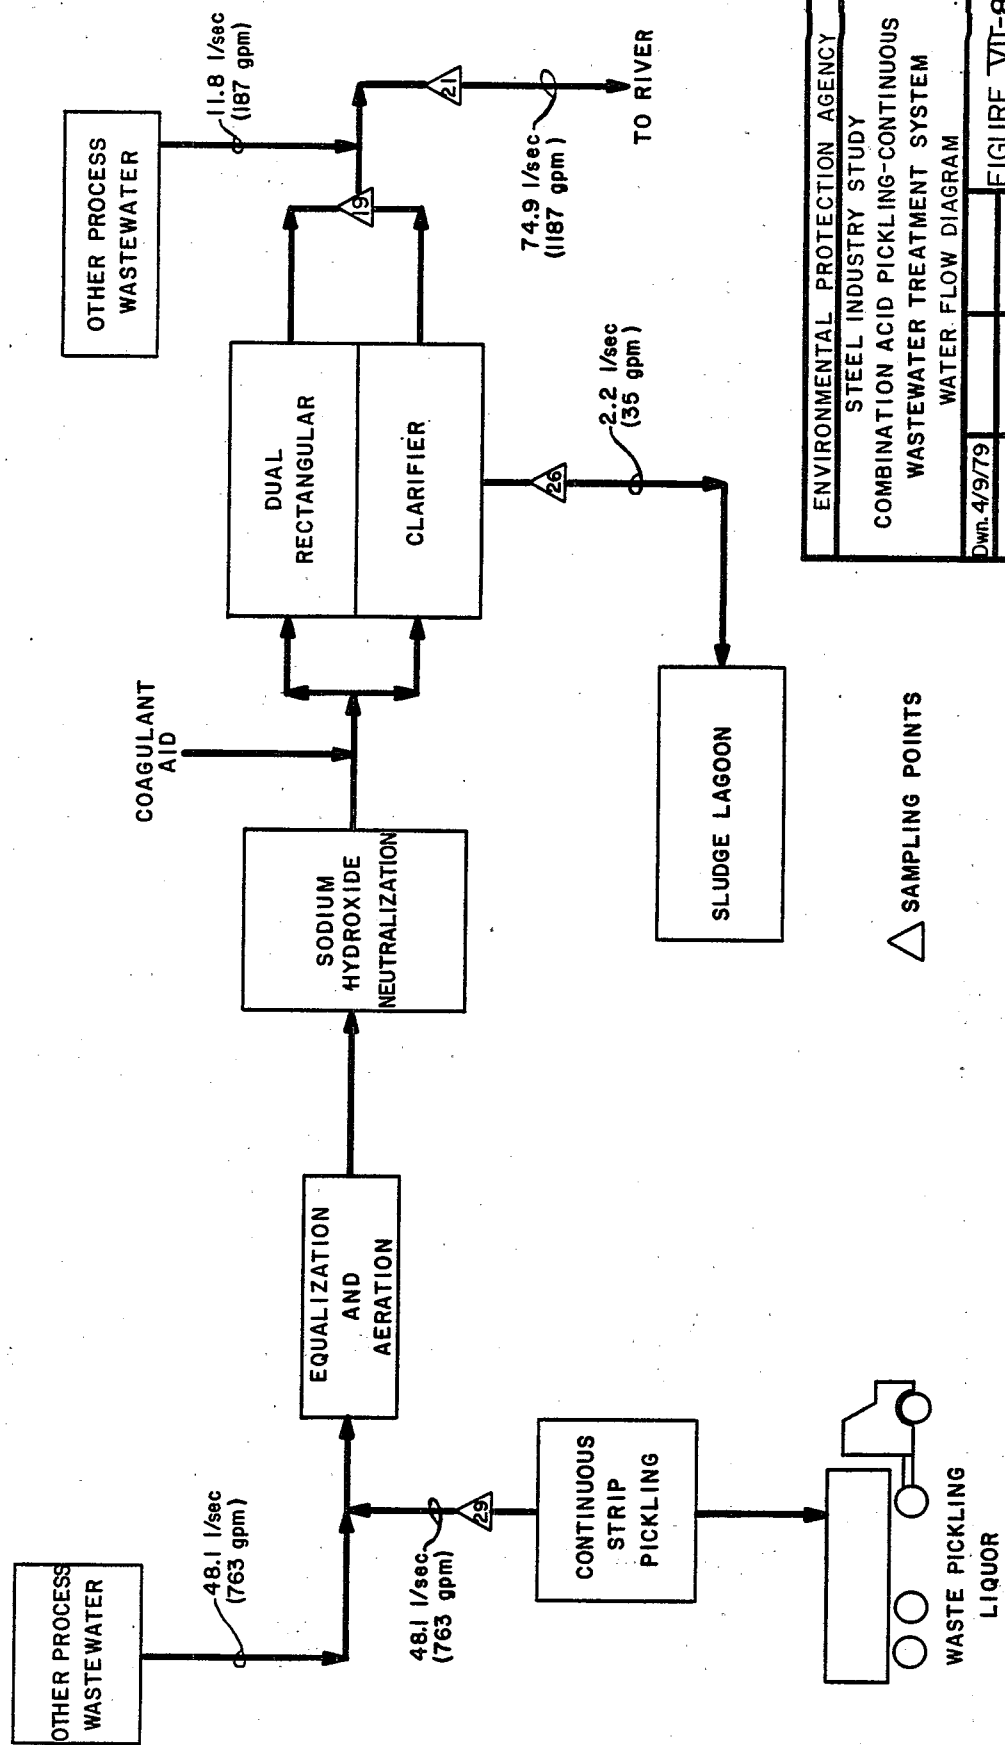 OTHER PROCESS
WASTEWATER
48.1 l/sec
(763 gpm)
48.1 l/sec
(763 gpm)
29
CONTINUOUS
STRIP
PICKLING
WASTE PICKLING
LIQUOR
EQUALIZATION
AND
AERATION
SODIUM
HYDROXIDE
NEUTRALIZATION
COAGULANT
AID
DUAL
RECTANGULAR
CLARIFIER
26
2.2 l/sec
(35 gpm)
SLUDGE LAGOON
19
OTHER PROCESS
WASTEWATER
11.8 l/sec
(187 gpm)
21
74.9 l/sec
(1187 gpm)
TO RIVER
SAMPLING POINTS
ENVIRONMENTAL PROTECTION AGENCY
STEEL INDUSTRY STUDY
COMBINATION ACID PICKLING-CONTINUOUS
WASTEWATER TREATMENT SYSTEM
WATER FLOW DIAGRAM
Dwn. 4/9/79
FIGURE VII-8